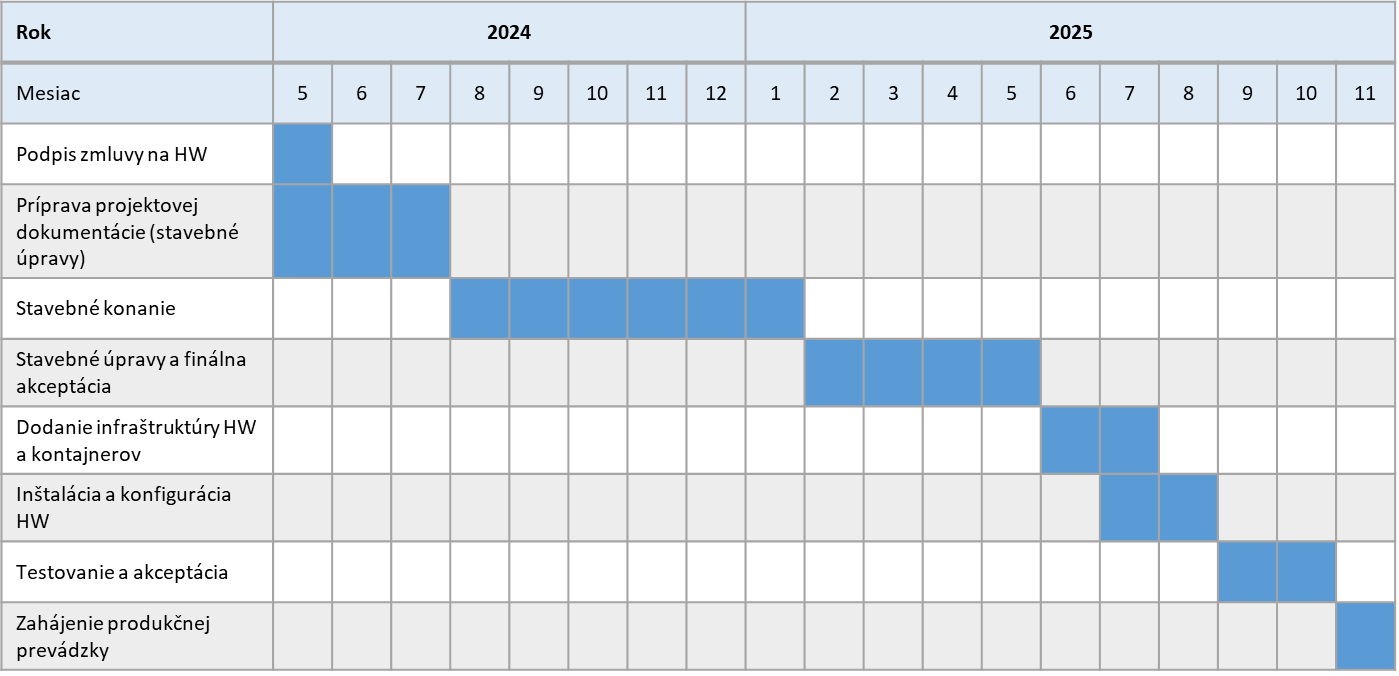 Rok 2024 2025
Mesiac 5 6 7 8 9 10 11 12 1 2 3 4 5 6 7 8 9 10 11
Podpis zmluvy na HW
Príprava projektovej
dokumentácie (stavebné
úpravy)
Stavebné konanie
Stavebné úpravy a finálna
akceptácia
Dodanie infraštruktúry HW
a kontajnerov
Inštalácia a konfigurácia
HW
Testovanie a akceptácia
Zahájenie produkčnej
prevádzky